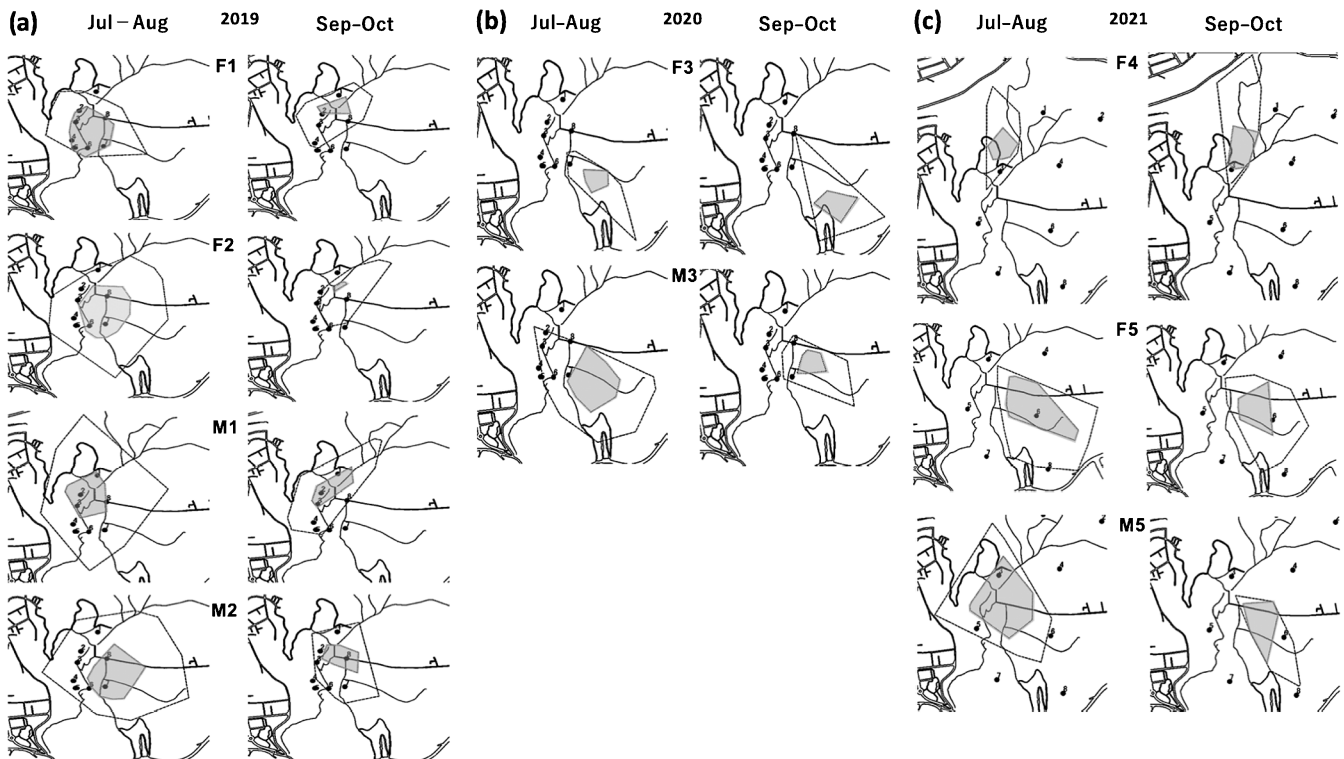 (a) Jul – Aug 2019 Sep-Oct
(b) Jul-Aug 2020 Sep-Oct
(c) Jul-Aug 2021 Sep-Oct
F1
F2
M1
M2
F3
M3
F4
F5
M5